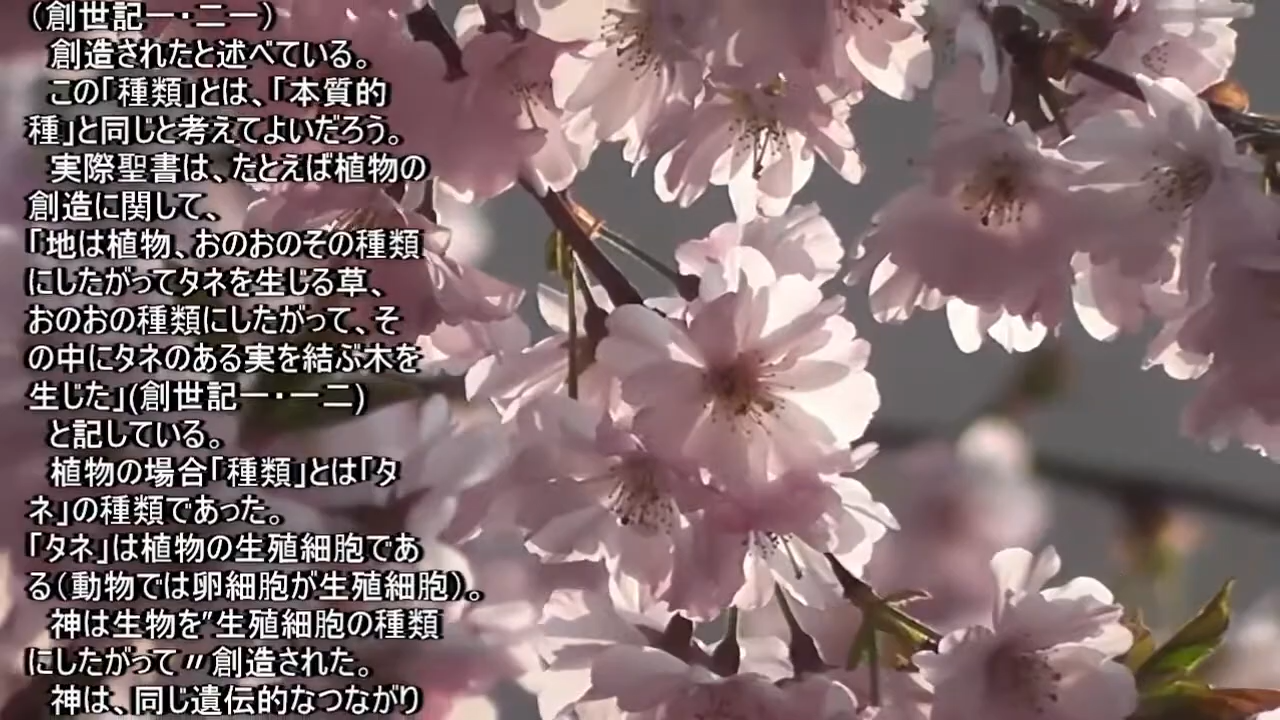 (創世記一・二一)
創造されたと述べている。
この「種類」とは、「本質的
種」と同じと考えてよいだろう。
実際聖書は、たとえば植物の
創造に関して、
「地は植物、おのおのその種類
にしたがってタネを生じる草、
おのおの種類にしたがって、そ
の中にタネのある実を結ぶ木を
生じた」(創世記一・一二)
と記している。
植物の場合「種類」とは「タ
ネ」の種類であった。
「タネ」は植物の生殖細胞であ
る(動物では卵細胞が生殖細胞)。
神は生物を〃生殖細胞の種類
にしたがって〃創造された。
神は、同じ遺伝的なつながり